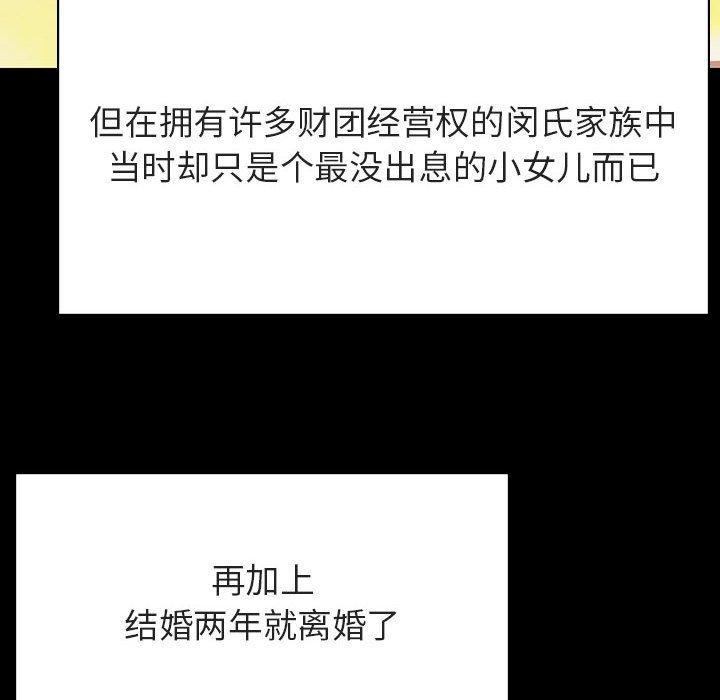 但在拥有许多财团经营权的闵氏家族中
当时却只是个最没出息的小女儿而已
再加上
结婚两年就离婚了